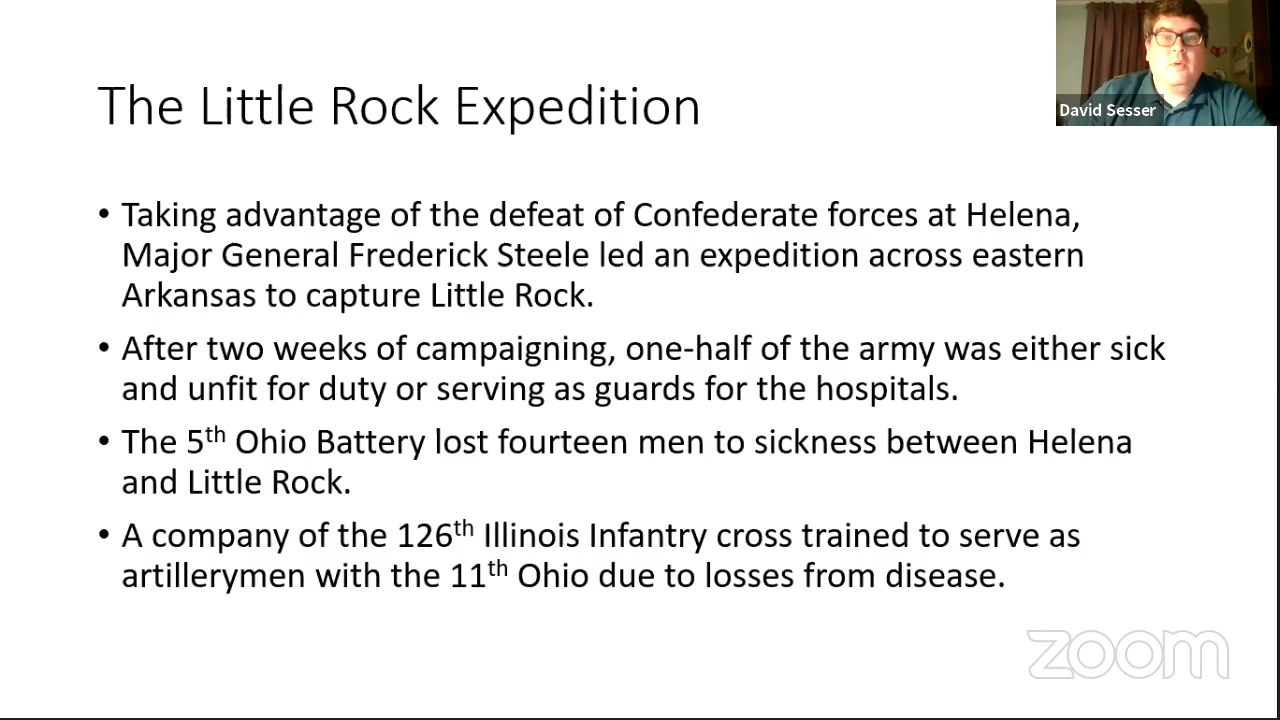 The Little Rock Expedition
David Sesser
• Taking advantage of the defeat of Confederate forces at Helena,
Major General Frederick Steele led an expedition across eastern
Arkansas to capture Little Rock.
• After two weeks of campaigning, one-half of the army was either sick
and unfit for duty or serving as guards for the hospitals.
• The 5th Ohio Battery lost fourteen men to sickness between Helena
and Little Rock.
• A company of the 126th Illinois Infantry cross trained to serve as
artillerymen with the 11th Ohio due to losses from disease.
zoom